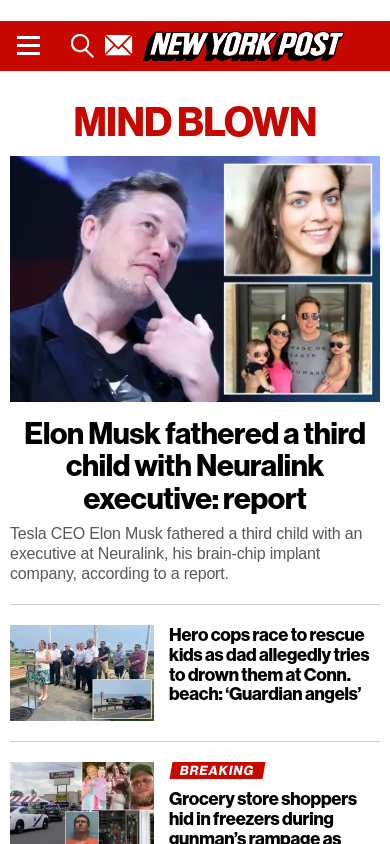 NEW YORK POST
MIND BLOWN
Elon Musk fathered a third
child with Neuralink
executive: report
Tesla CEO Elon Musk fathered a third child with an
executive at Neuralink, his brain-chip implant
company, according to a report.
Hero cops race to rescue
kids as dad allegedly tries
to drown them at Conn.
beach: ‘Guardian angels’
BREAKING
Grocery store shoppers
hid in freezers during
gunman’s rampage as